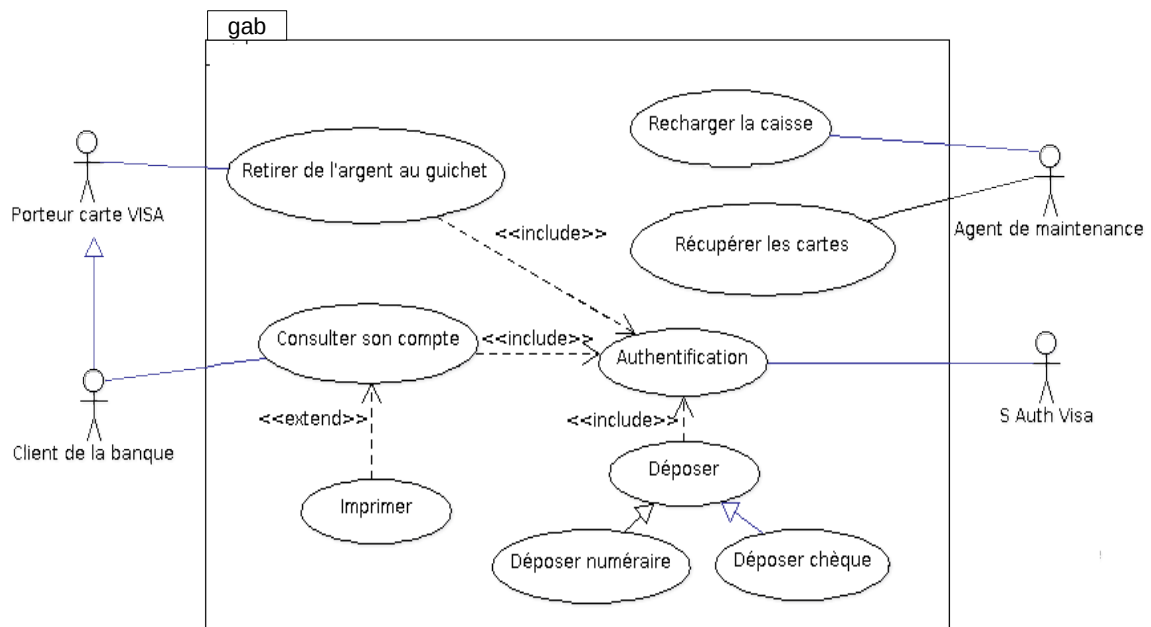 gab
Recharger la caisse
Retirer de l'argent au guichet
Porteur carte VISA
Agent de maintenance
<<include>>
Récupérer les cartes
Consulter son compte
<<include>>
Authentification
<<extend>>
<<include>>
S Auth Visa
Client de la banque
Déposer
Imprimer
Déposer numéraire
Déposer chèque